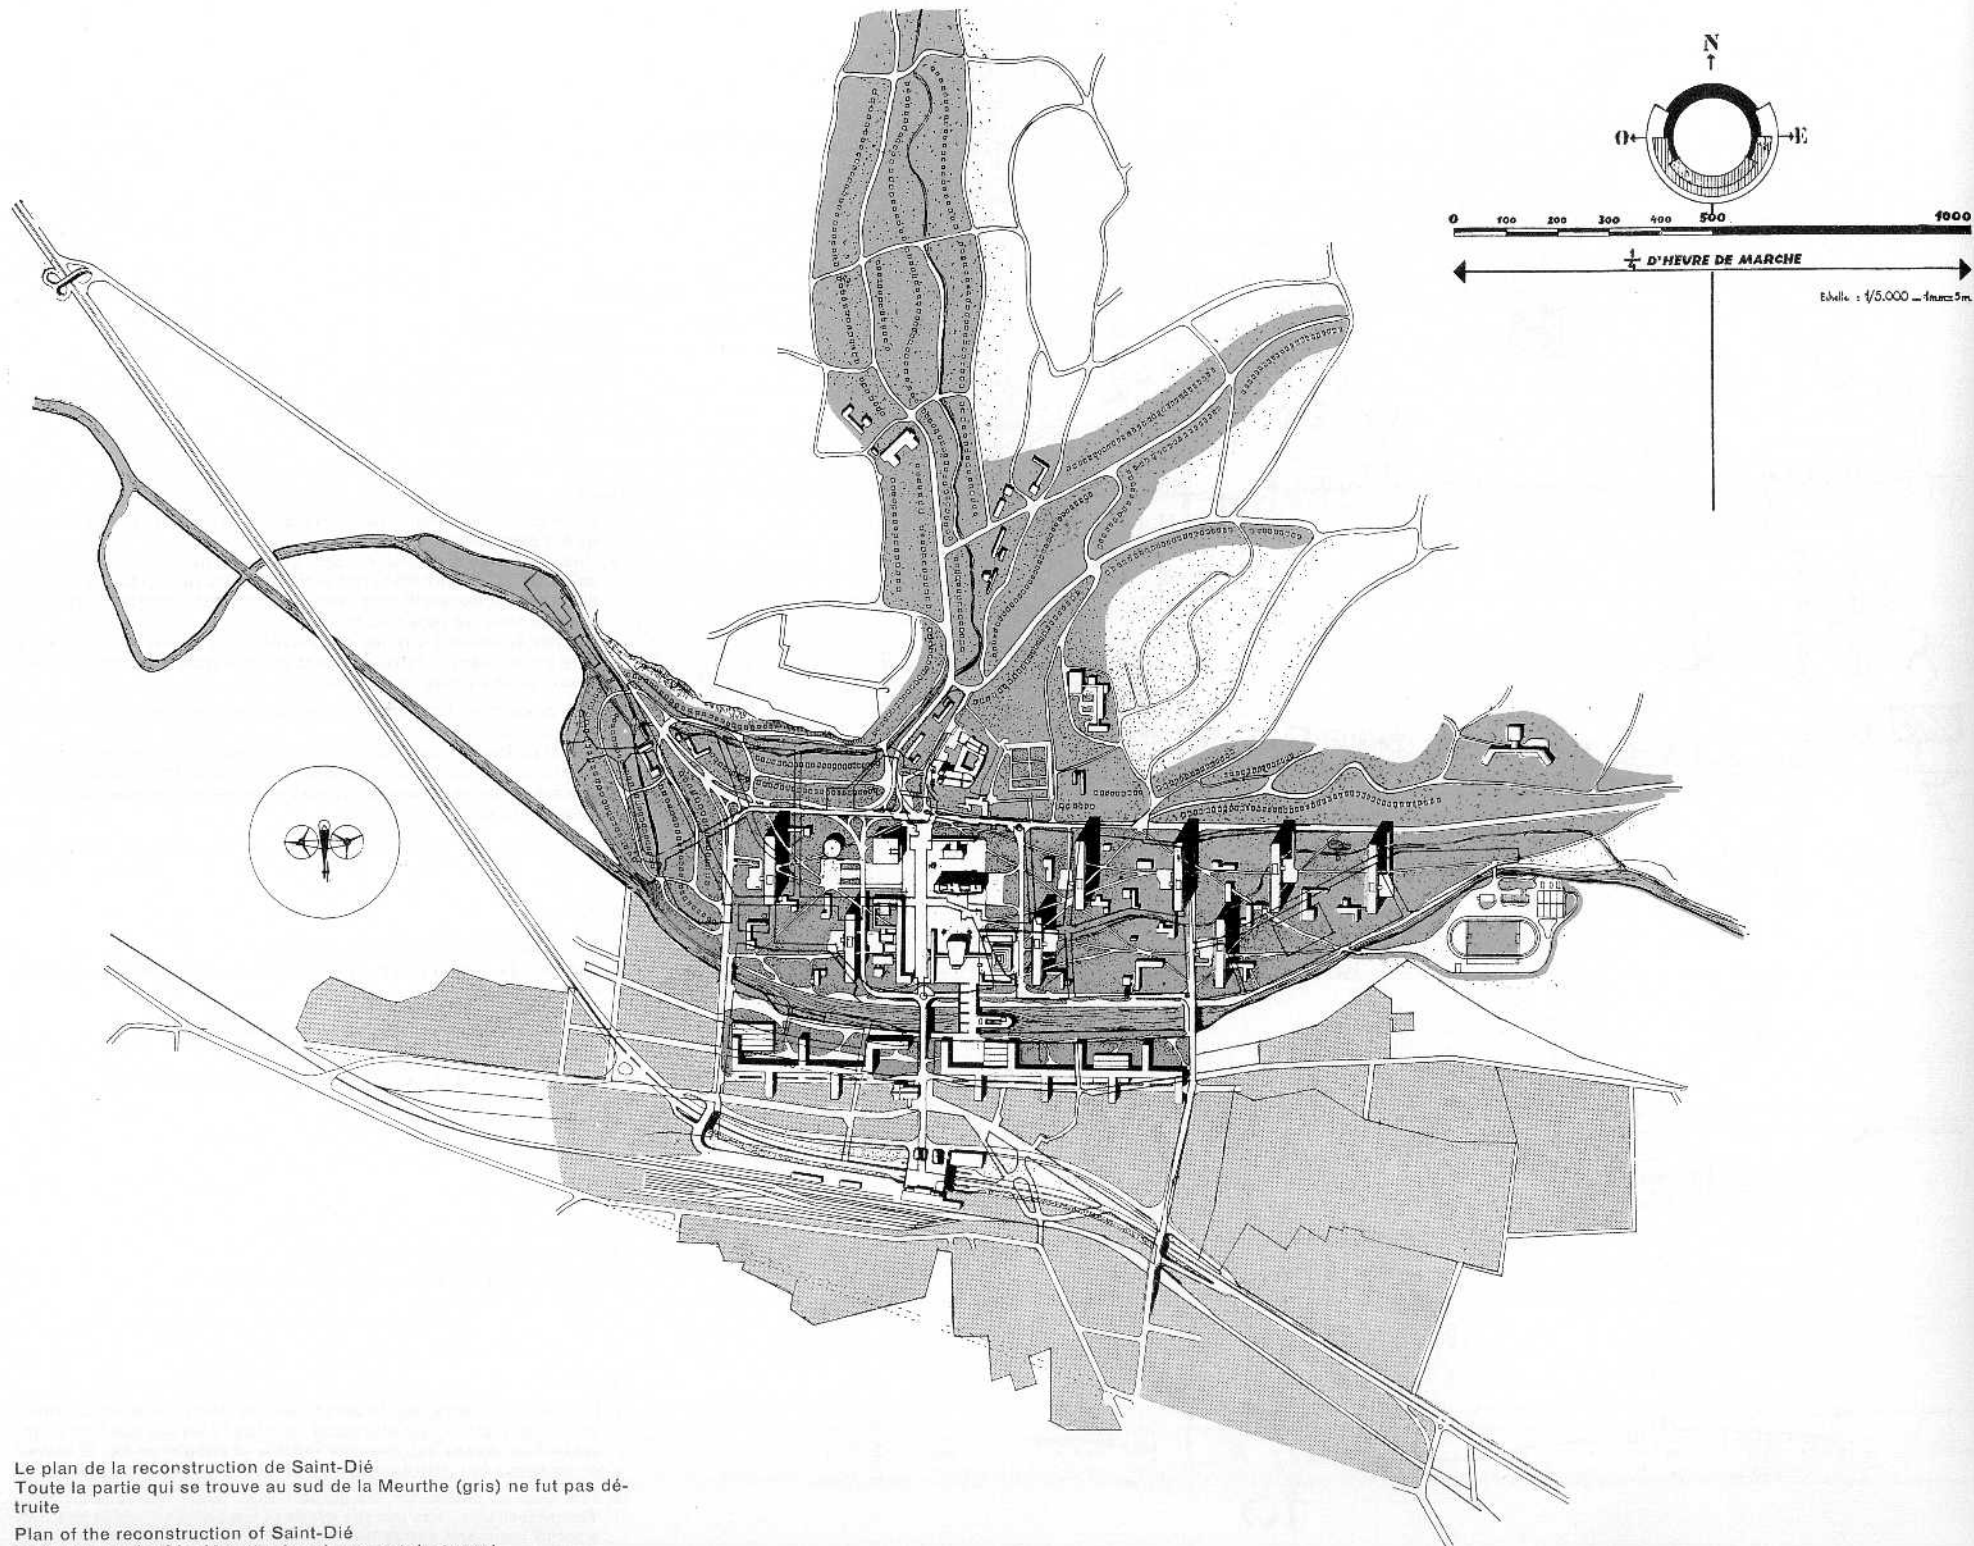 N
O E
0 100 200 300 400 500 1000
1/4 D'HEURE DE MARCHE
Echelle : 1/5.000 _ 1mm=5m
Le plan de la reconstruction de Saint-Dié
Toute la partie qui se trouve au sud de la Meurthe (gris) ne fut pas dé-
truite
Plan of the reconstruction of Saint-Dié